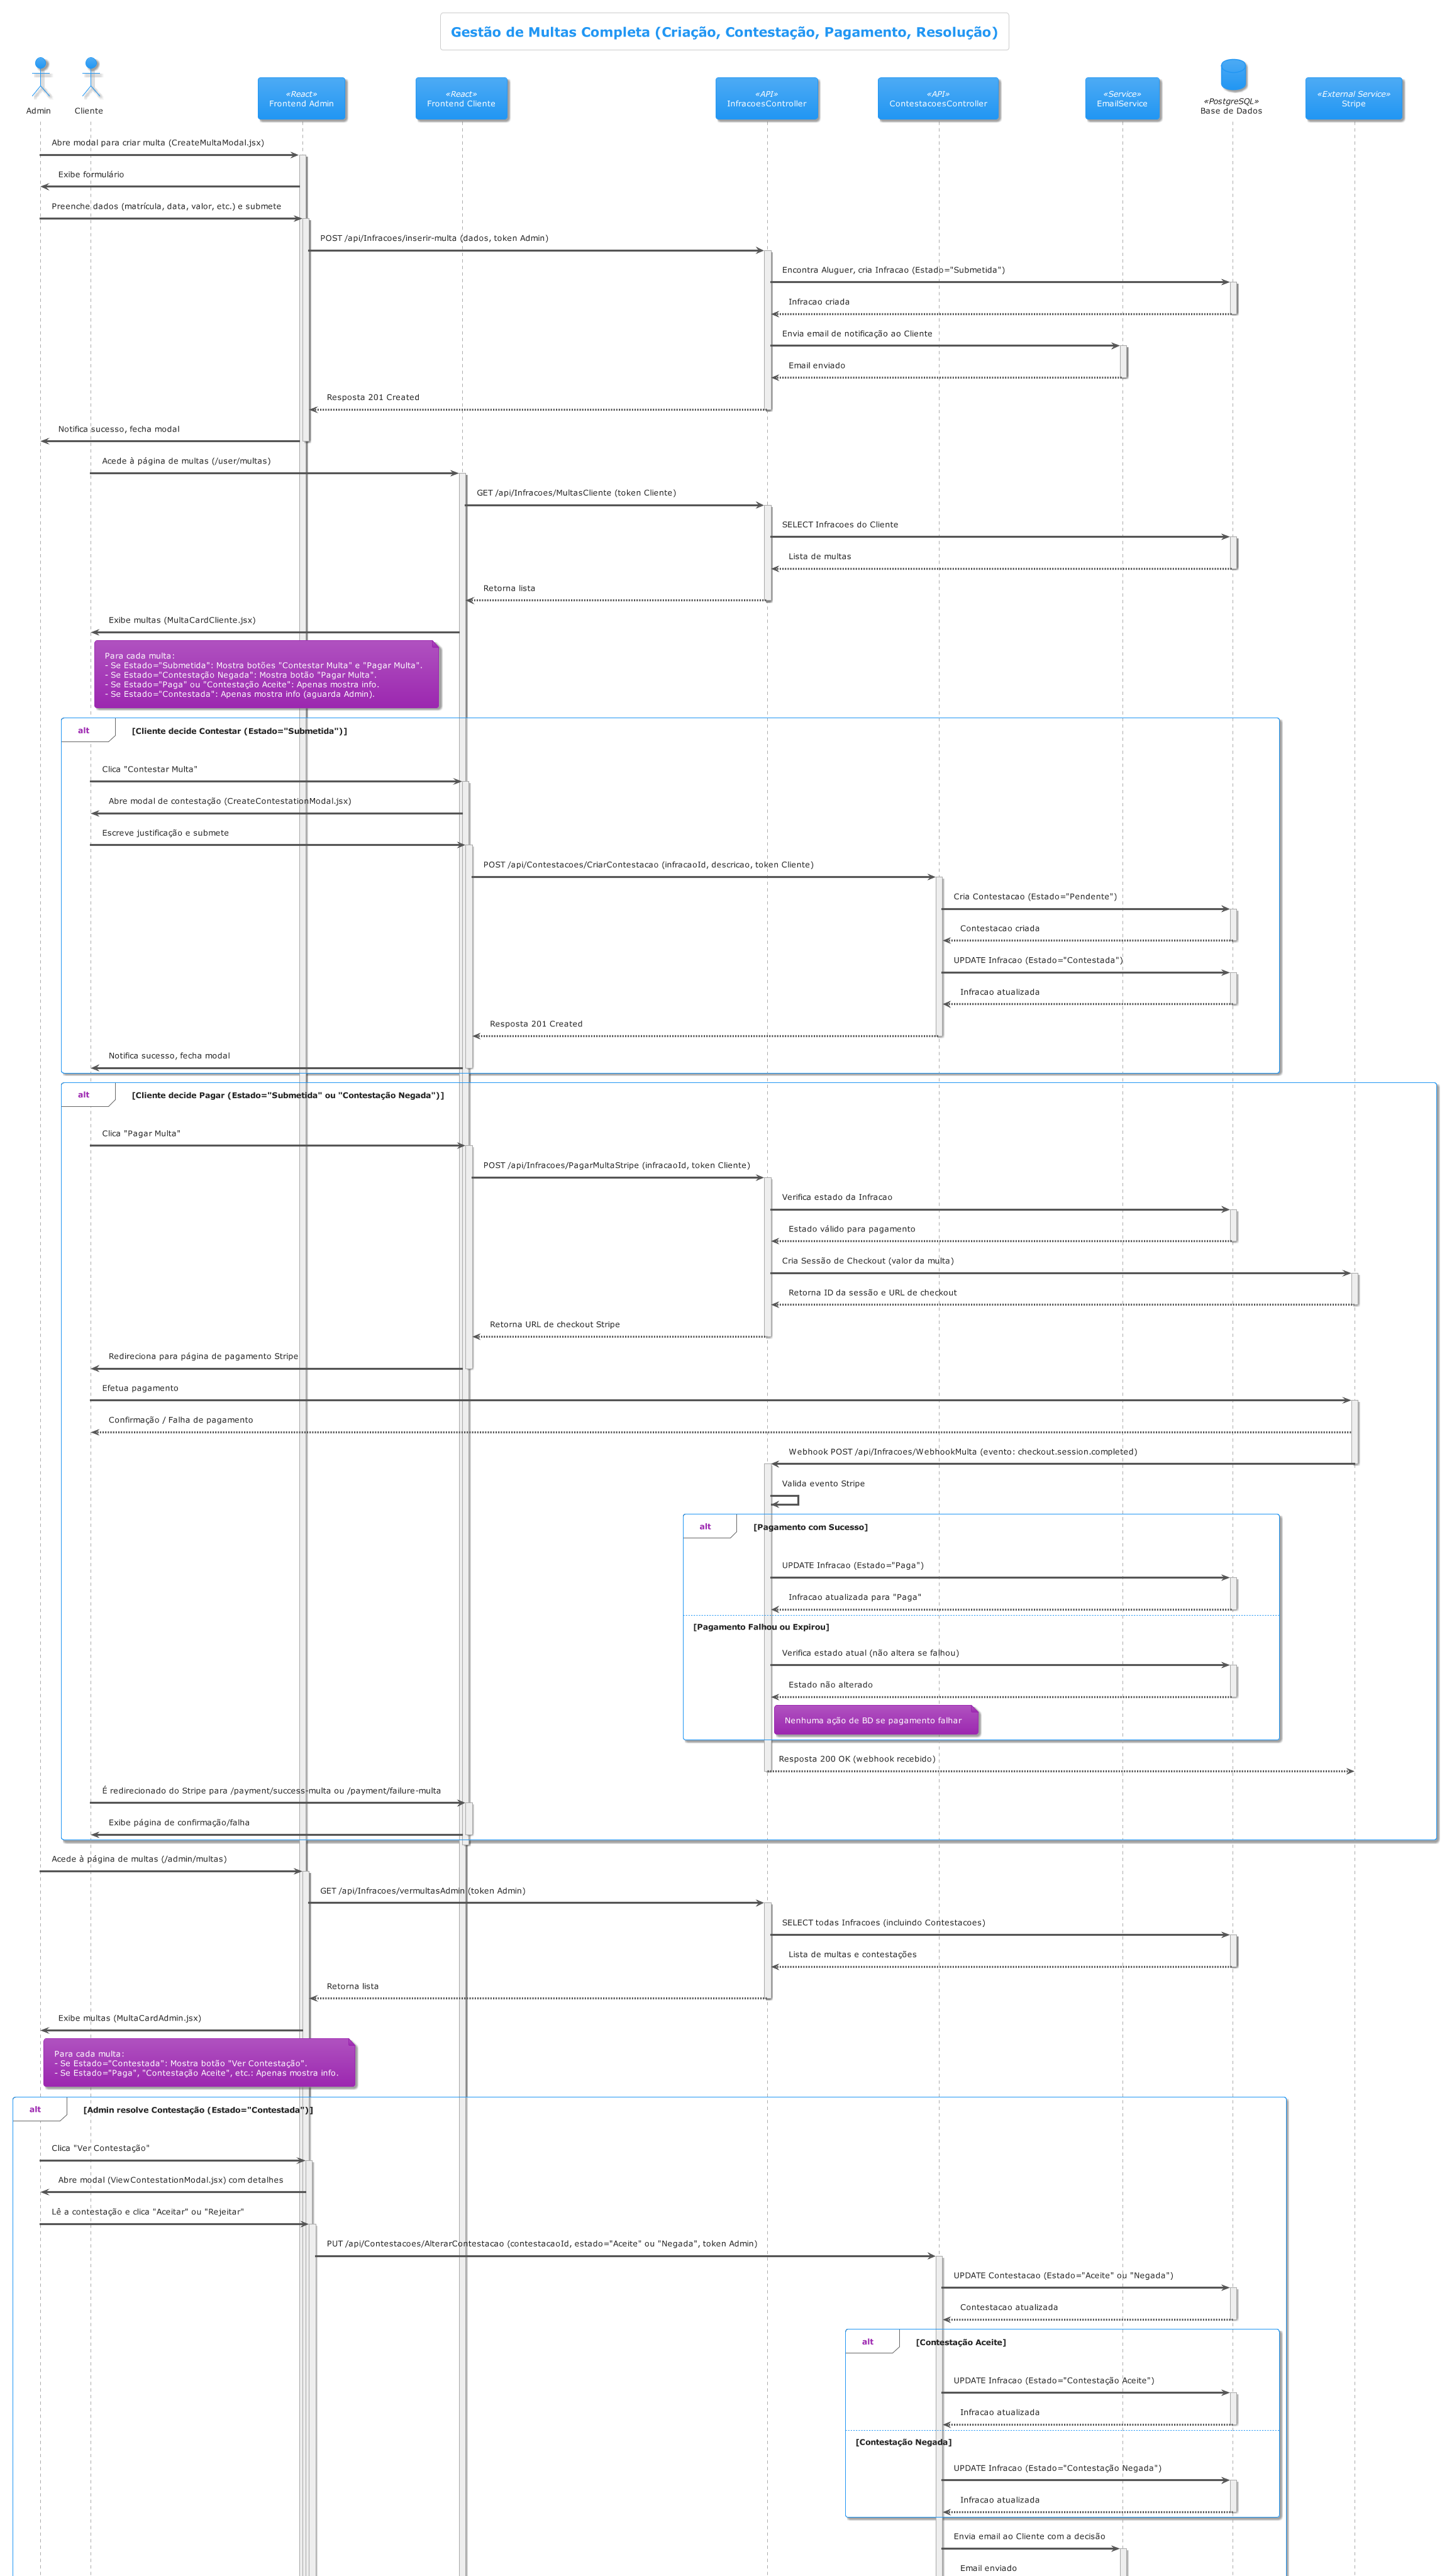 Gestão de Multas Completa (Criação, Contestação, Pagamento, Resolução)
Admin
Cliente
«React»
Frontend Admin
«React»
Frontend Cliente
«API»
InfracoesController
«API»
ContestacoesController
«Service»
EmailService
«PostgreSQL»
Base de Dados
«External Service»
Stripe
Abre modal para criar multa (CreateMultaModal.jsx)
Exibe formulário
Preenche dados (matrícula, data, valor, etc.) e submete
POST /api/Infracoes/inserir-multa (dados, token Admin)
Encontra Aluguer, cria Infracao (Estado="Submetida")
Infracao criada
Envia email de notificação ao Cliente
Email enviado
Resposta 201 Created
Notifica sucesso, fecha modal
Acede à página de multas (/user/multas)
GET /api/Infracoes/MultasCliente (token Cliente)
SELECT Infracoes do Cliente
Lista de multas
Retorna lista
Exibe multas (MultaCardCliente.jsx)
Para cada multa:
- Se Estado="Submetida": Mostra botões "Contestar Multa" e "Pagar Multa".
- Se Estado="Contestação Negada": Mostra botão "Pagar Multa".
- Se Estado="Paga" ou "Contestação Aceite": Apenas mostra info.
- Se Estado="Contestada": Apenas mostra info (aguarda Admin).
alt [Cliente decide Contestar (Estado="Submetida")]
Clica "Contestar Multa"
Abre modal de contestação (CreateContestationModal.jsx)
Escreve justificação e submete
POST /api/Contestacoes/CriarContestacao (infracaoId, descricao, token Cliente)
Cria Contestacao (Estado="Pendente")
Contestacao criada
UPDATE Infracao (Estado="Contestada")
Infracao atualizada
Resposta 201 Created
Notifica sucesso, fecha modal
alt [Cliente decide Pagar (Estado="Submetida" ou "Contestação Negada")]
Clica "Pagar Multa"
POST /api/Infracoes/PagarMultaStripe (infracaoId, token Cliente)
Verifica estado da Infracao
Estado válido para pagamento
Cria Sessão de Checkout (valor da multa)
Retorna ID da sessão e URL de checkout
Retorna URL de checkout Stripe
Redireciona para página de pagamento Stripe
Efetua pagamento
Confirmação / Falha de pagamento
Webhook POST /api/Infracoes/WebhookMulta (evento: checkout.session.completed)
Valida evento Stripe
alt [Pagamento com Sucesso]
UPDATE Infracao (Estado="Paga")
Infracao atualizada para "Paga"
[Pagamento Falhou ou Expirou]
Verifica estado atual (não altera se falhou)
Estado não alterado
Nenhuma ação de BD se pagamento falhar
Resposta 200 OK (webhook recebido)
É redirecionado do Stripe para /payment/success-multa ou /payment/failure-multa
Exibe página de confirmação/falha
Acede à página de multas (/admin/multas)
GET /api/Infracoes/vermultasAdmin (token Admin)
SELECT todas Infracoes (incluindo Contestacoes)
Lista de multas e contestações
Retorna lista
Exibe multas (MultaCardAdmin.jsx)
Para cada multa:
- Se Estado="Contestada": Mostra botão "Ver Contestação".
- Se Estado="Paga", "Contestação Aceite", etc.: Apenas mostra info.
alt [Admin resolve Contestação (Estado="Contestada")]
Clica "Ver Contestação"
Abre modal (ViewContestationModal.jsx) com detalhes
Lê a contestação e clica "Aceitar" ou "Rejeitar"
PUT /api/Contestacoes/AlterarContestacao (contestacaoId, estado="Aceite" ou "Negada", token Admin)
UPDATE Contestacao (Estado="Aceite" ou "Negada")
Contestacao atualizada
alt [Contestação Aceite]
UPDATE Infracao (Estado="Contestação Aceite")
Infracao atualizada
[Contestação Negada]
UPDATE Infracao (Estado="Contestação Negada")
Infracao atualizada
Envia email ao Cliente com a decisão
Email enviado